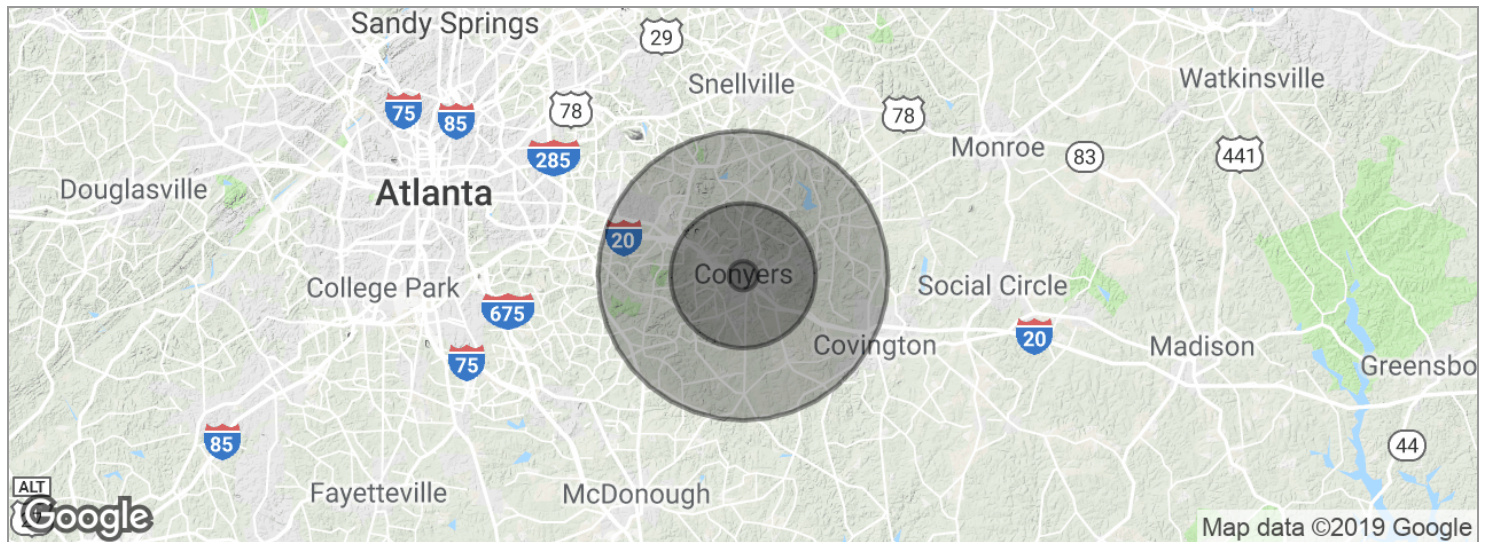 Sandy Springs
29
Snellville
Watkinsville
75
85
78
78
285
Monroe
83
441
Douglasville
Atlanta
20
College Park
Conyers
Social Circle
675
75
Covington
20
Madison
Greensbo
85
44
ALT
Fayetteville
McDonough
Google
Map data ©2019 Google